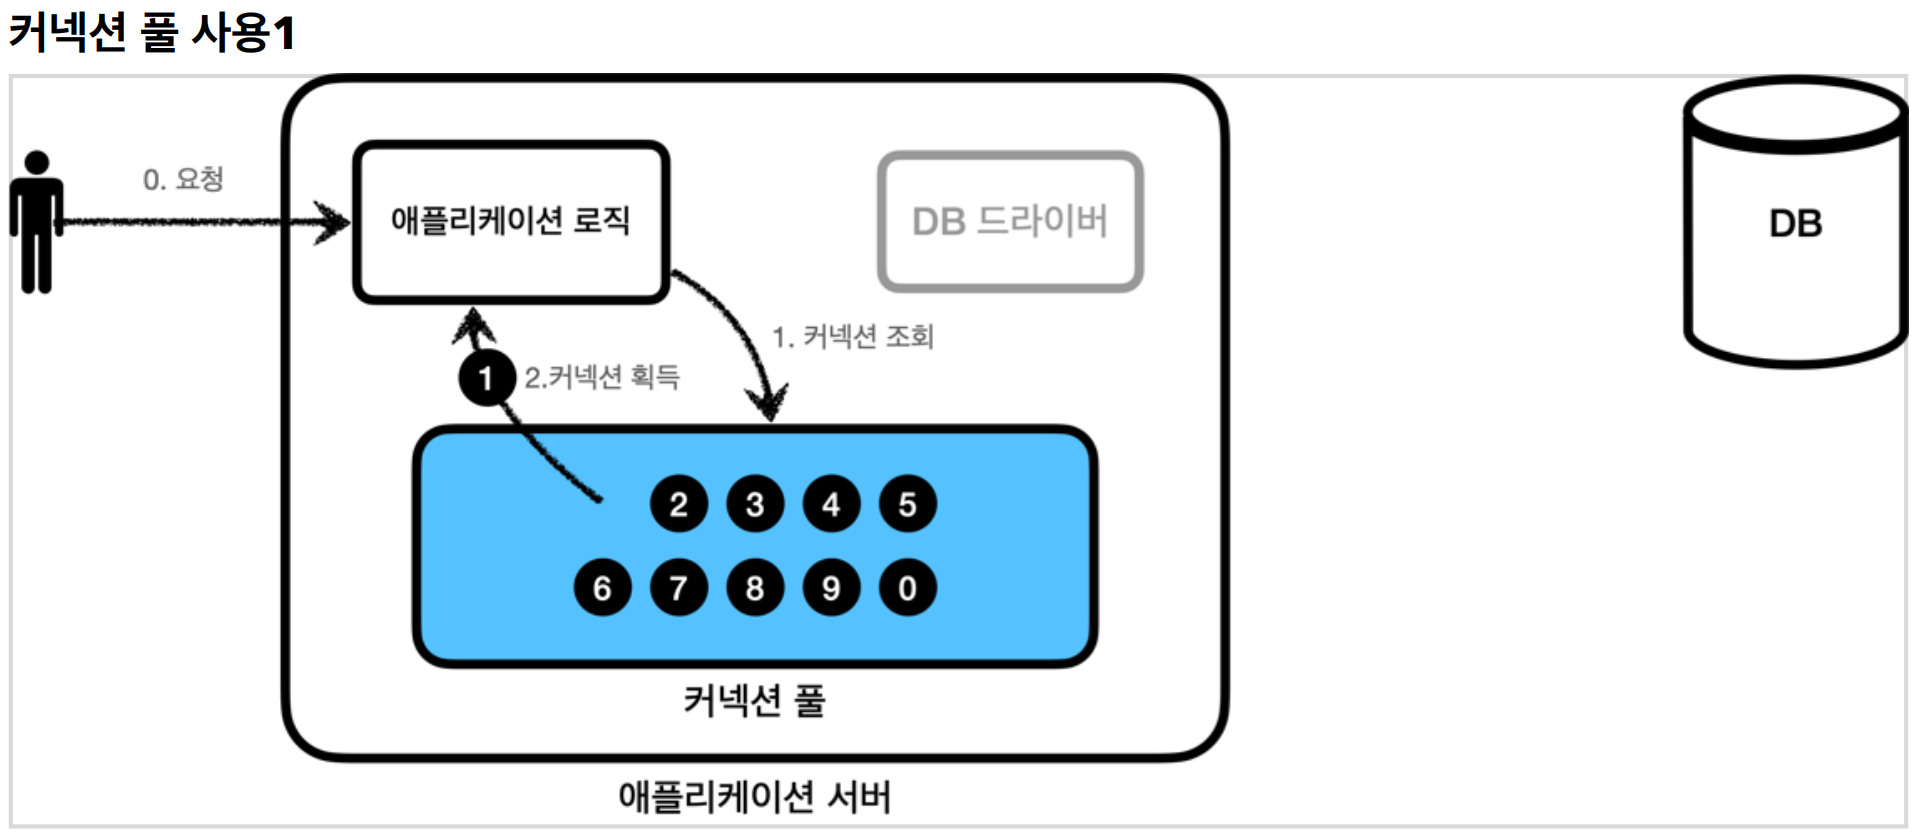 커넥션 풀 사용1
0. 요청
애플리케이션 로직
DB 드라이버
DB
1. 커넥션 조회
1
2.커넥션 획득
2 3 4 5
6 7 8 9 0
커넥션 풀
애플리케이션 서버